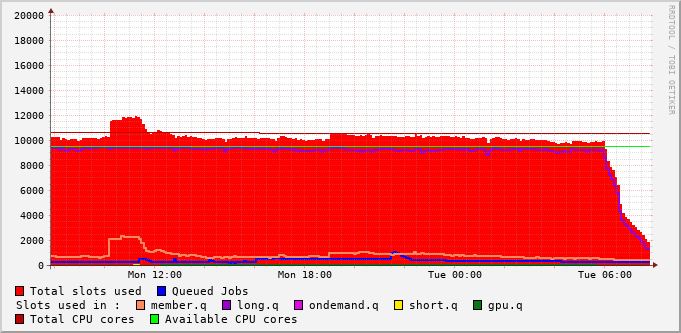 RRDTOOL / TOBI OETIKER
20000
18000
16000
14000
12000
10000
8000
6000
4000
2000
0
Mon 12:00 Mon 18:00 Tue 00:00 Tue 06:00
Total slots used Queued Jobs
Slots used in : member.q long.q ondemand.q short.q gpu.q
Total CPU cores Available CPU cores